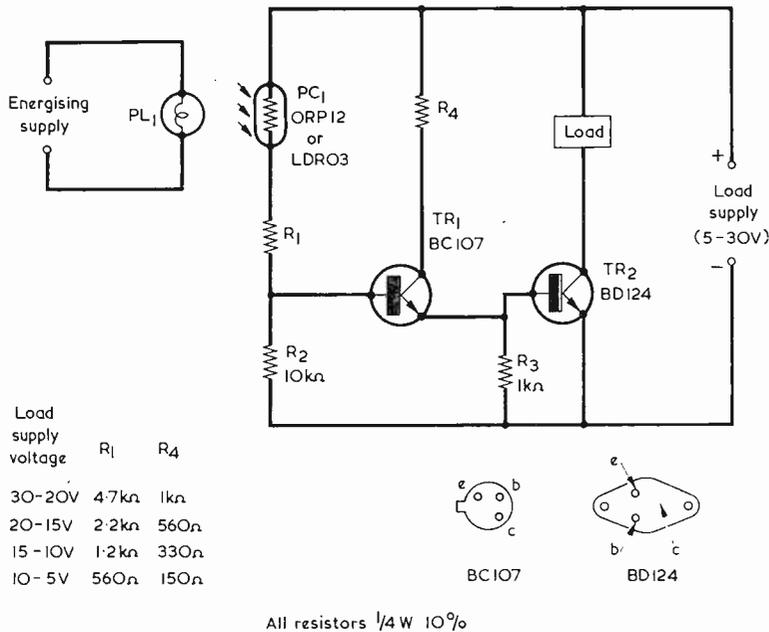 Energising
supply
PL1
PC1
ORP12
or
LDR03
R4
Load
+
Load
supply
(5-30V)
-
R1
TR1
BC107
TR2
BD124
R2
10kΩ
R3
1kΩ
Load
supply
voltage R1 R4
30-20V 4.7kΩ 1kΩ
20-15V 2.2kΩ 560Ω
15-10V 1.2kΩ 330Ω
10-5V 560Ω 150Ω
e b
c
BC107
e
b c
BD124
All resistors 1/4 W 10%